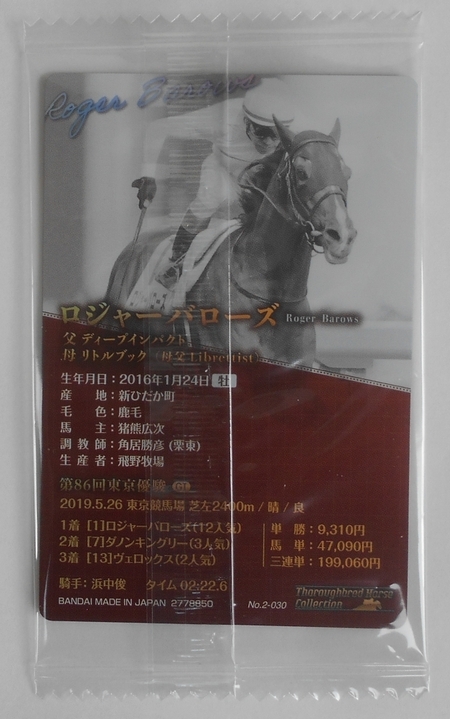 Roger Barows
ロジャーバローズ Roger Barows
父 ディープインパクト
母 リトルブック (母父 Librettist)
生年月日：2016年1月24日 牡
産地：新ひだか町
毛色：鹿毛
馬主：猪熊広次
調教師：角居勝彦 (栗東)
生産者：飛野牧場
第86回東京優駿 G1
2019.5.26 東京競馬場 芝左2400m / 晴 / 良
1着 [1]ロジャーバローズ(12人気)
2着 [7]ダノンキングリー(3人気)
3着 [13]ヴェロックス(2人気)
単勝：9,310円
馬単：47,090円
三連単：199,060円
騎手：浜中俊 タイム 02:22.6
BANDAI MADE IN JAPAN 2778850 No.2-030
Thoroughbred Horse
Collection